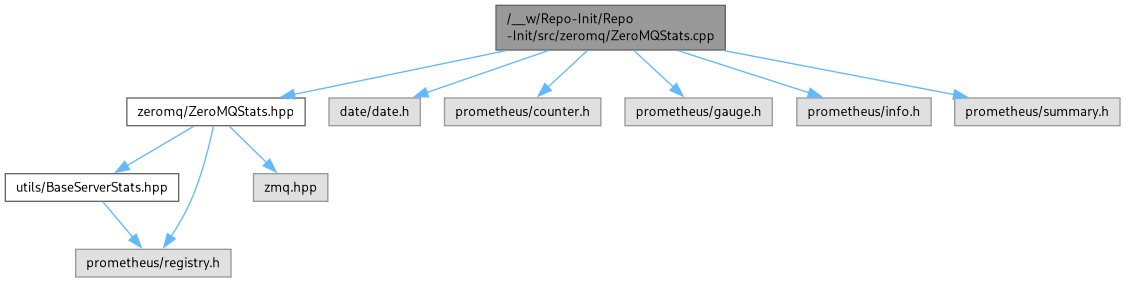 /__w/Repo-Init/Repo
-Init/src/zeromq/ZeroMQStats.cpp
zeromq/ZeroMQStats.hpp
date/date.h
prometheus/counter.h
prometheus/gauge.h
prometheus/info.h
prometheus/summary.h
utils/BaseServerStats.hpp
zmq.hpp
prometheus/registry.h